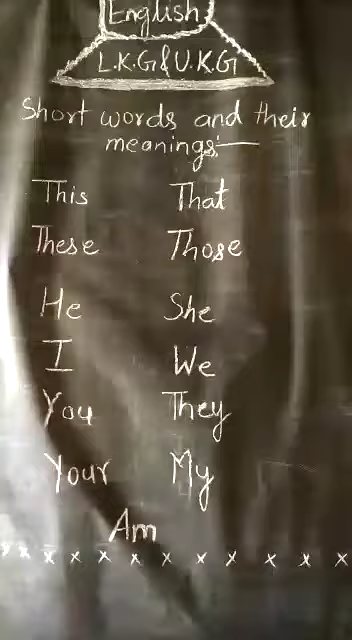 English
L.K.G & U.K.G
Short words and their
meanings:—
This That
These Those
He She
I We
You They
Your My
Am
x x x x x x x x x x x x